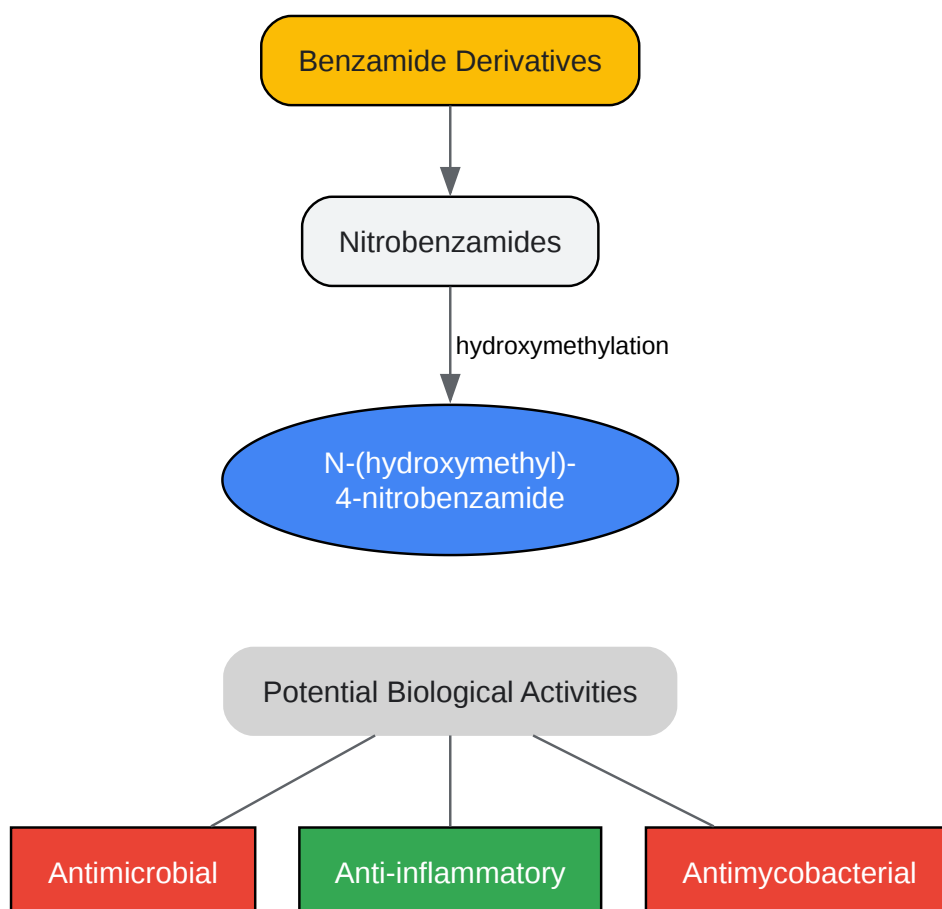 Benzamide Derivatives
Nitrobenzamides
hydroxymethylation
N-(hydroxymethyl)-
4-nitrobenzamide
Potential Biological Activities
Antimicrobial
Anti-inflammatory
Antimycobacterial